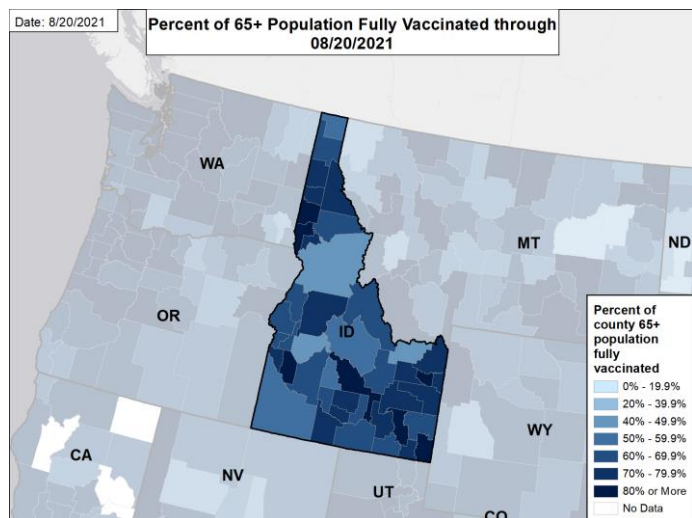 Date: 8/20/2021
Percent of 65+ Population Fully Vaccinated through
08/20/2021
WA
MT
ND
OR
ID
WY
CA
NV
UT
CO
Percent of
county 65+
population
fully
vaccinated
0% - 19.9%
20% - 39.9%
40% - 49.9%
50% - 59.9%
60% - 69.9%
70% - 79.9%
80% or More
No Data